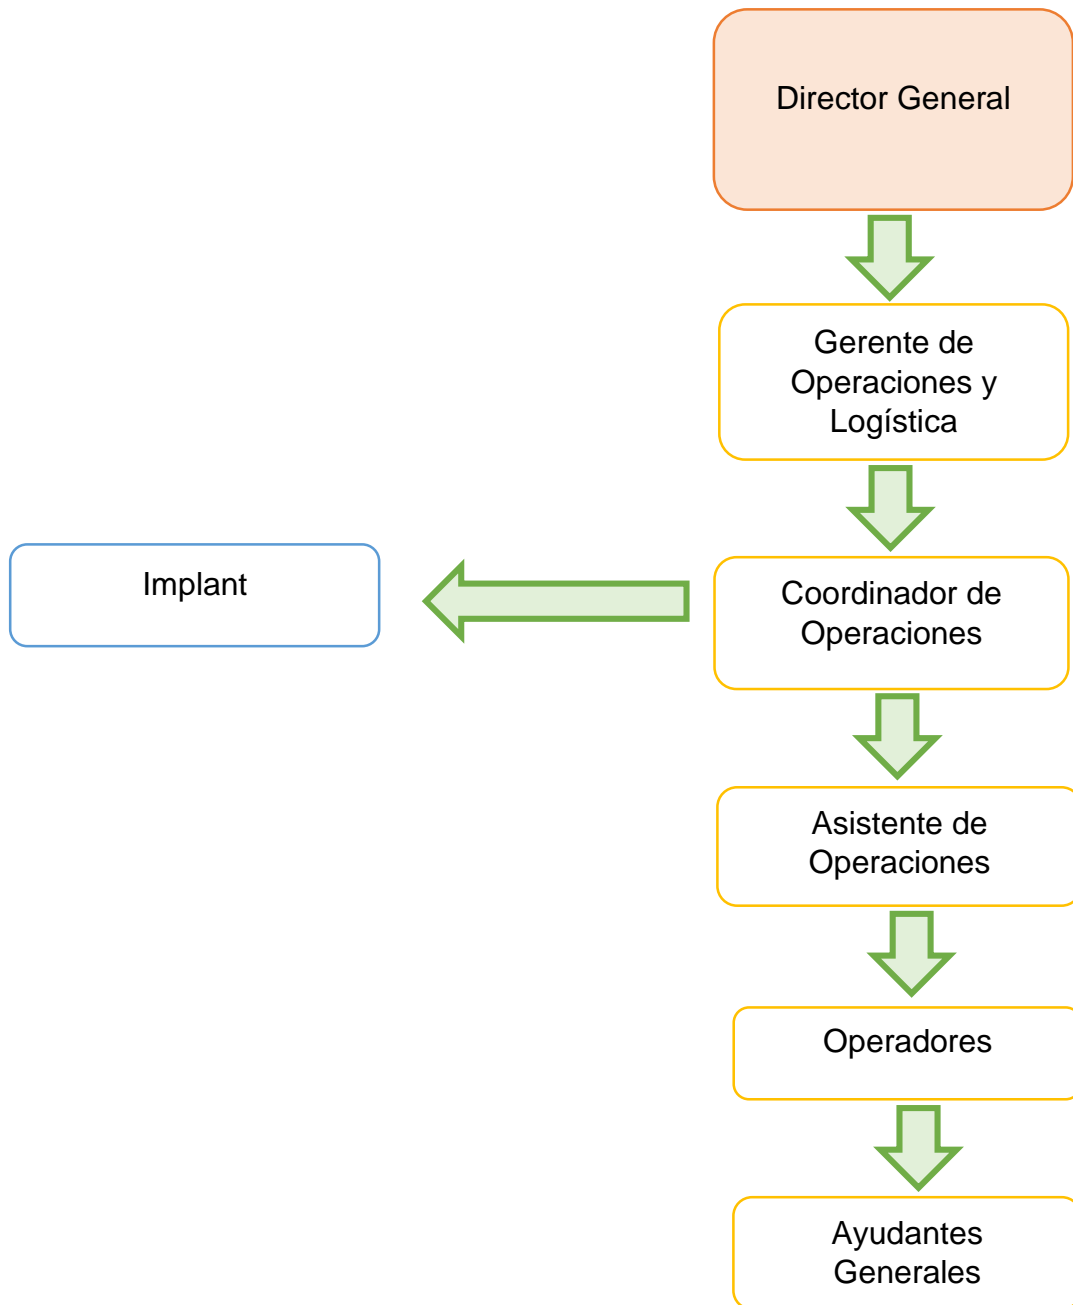 Director General
Gerente de
Operaciones y
Logística
Implant
Coordinador de
Operaciones
Asistente de
Operaciones
Operadores
Ayudantes
Generales